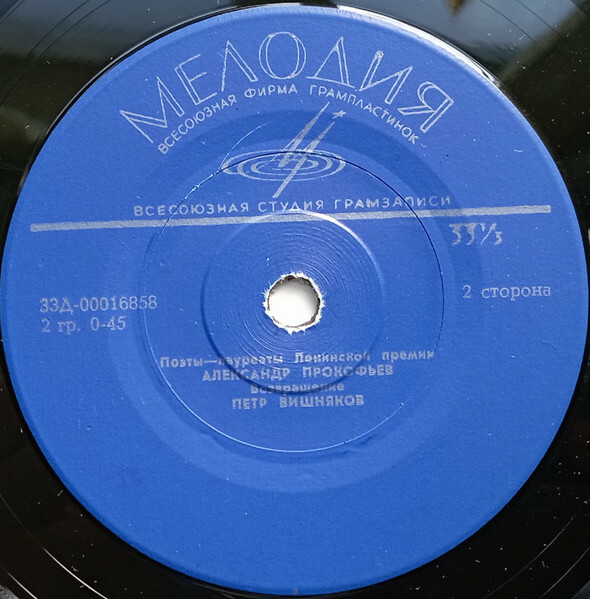 МЕЛОДИЯ
ВСЕСОЮЗНАЯ ФИРМА ГРАМПЛАСТИНОК
ВСЕСОЮЗНАЯ СТУДИЯ ГРАМЗАПИСИ
33⅓
33Д-00016858
2 гр. 0-45
2 сторона
Поэты—лауреаты Ленинской премии
АЛЕКСАНДР ПРОКОФЬЕВ
Возвращение
ПЕТР ВИШНЯКОВ